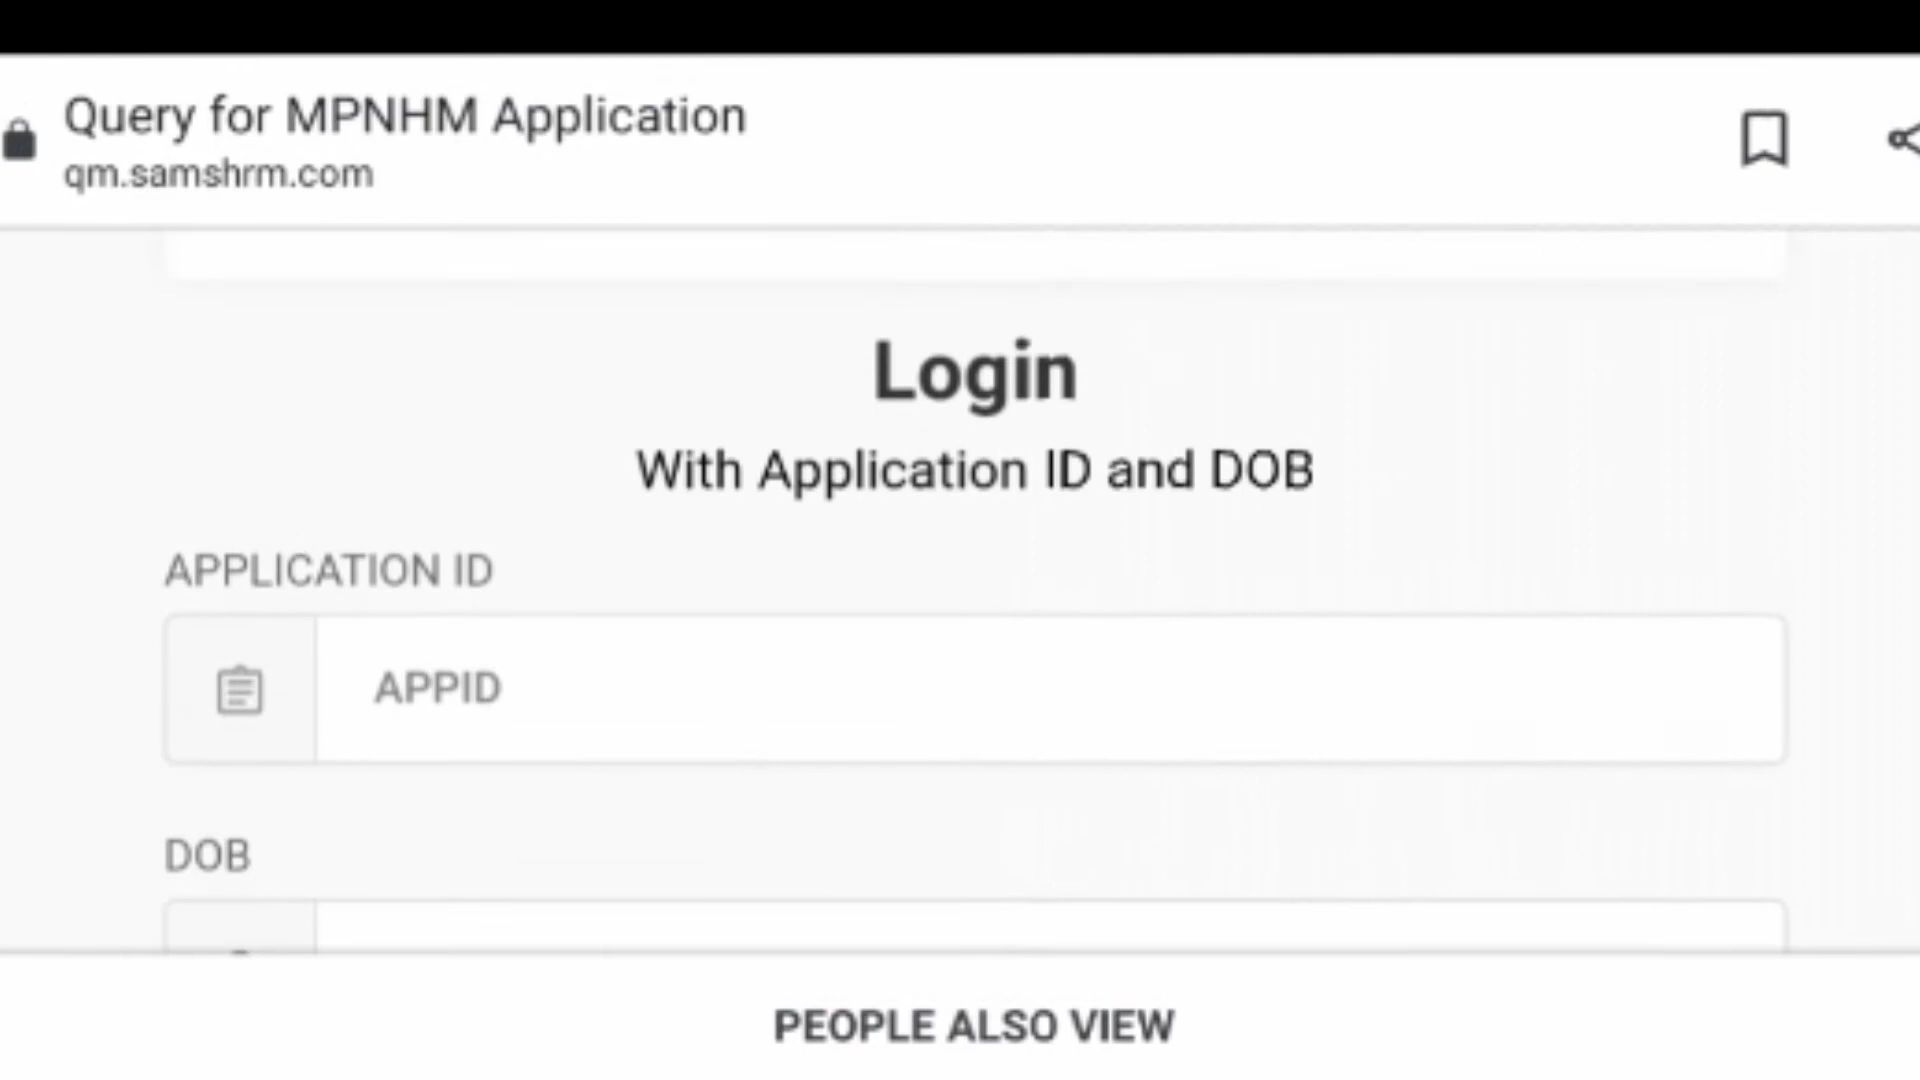 Query for MPNHM Application
qm.samshrm.com
Login
With Application ID and DOB
APPLICATION ID
APPID
DOB
PEOPLE ALSO VIEW